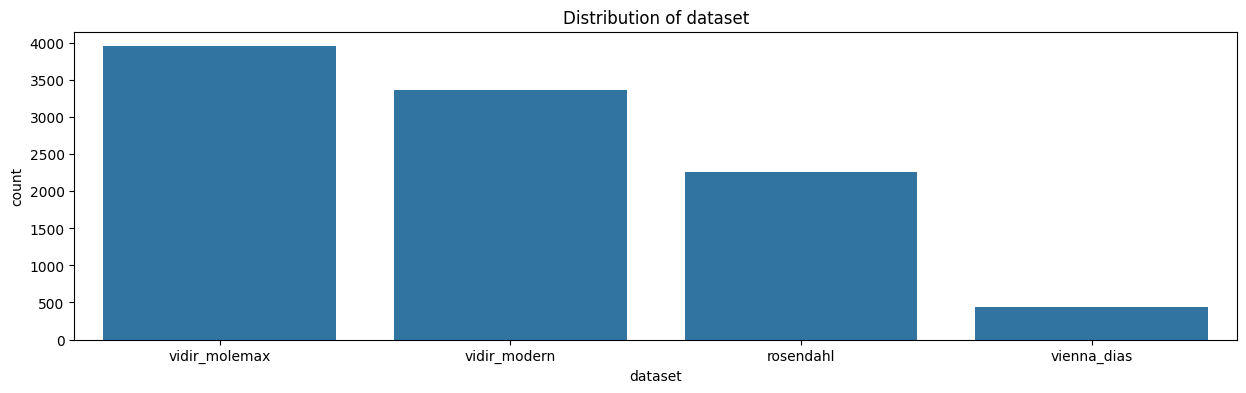 Distribution of dataset
4000
3500
3000
2500
2000
1500
1000
500
0
count
vidir_molemax vidir_modern rosendahl vienna_dias
dataset